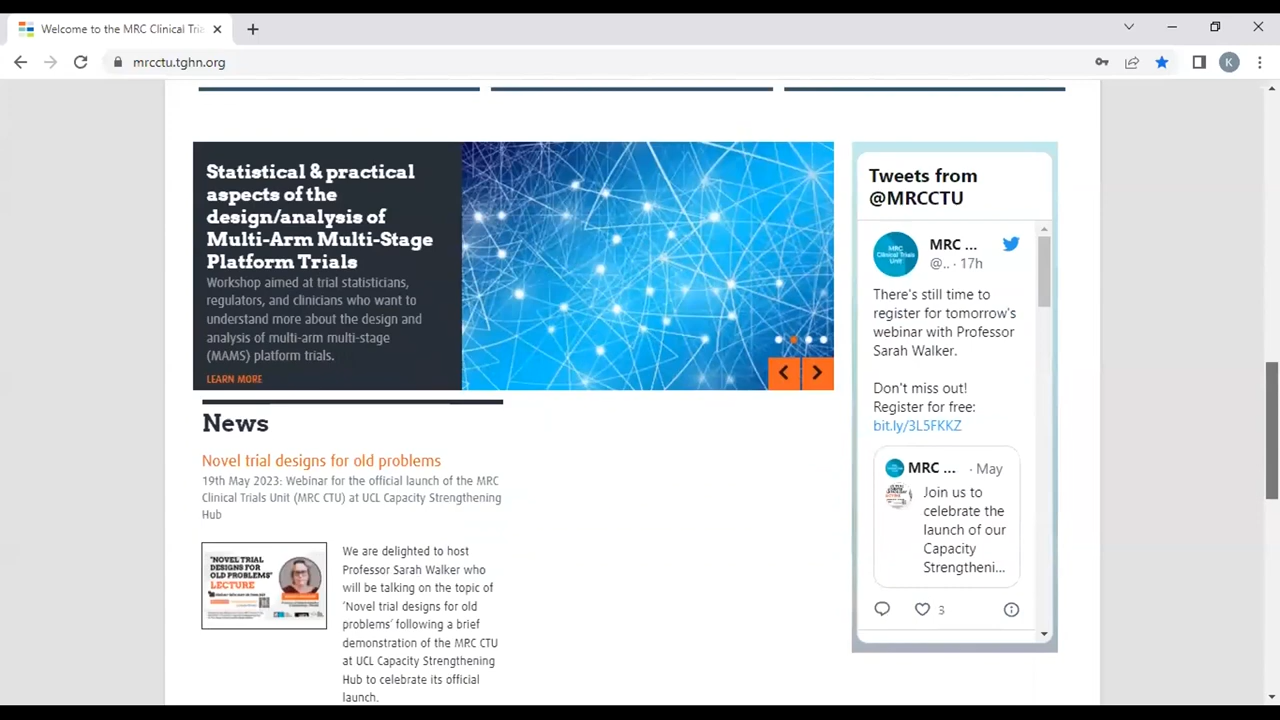 Welcome to the MRC Clinical Tria
mrcctu.tghn.org
K
Statistical & practical
aspects of the
design/analysis of
Multi-Arm Multi-Stage
Platform Trials
Workshop aimed at trial statisticians,
regulators, and clinicians who want to
understand more about the design and
analysis of multi-arm multi-stage
(MAMS) platform trials.
LEARN MORE
News
Novel trial designs for old problems
19th May 2023: Webinar for the official launch of the MRC
Clinical Trials Unit (MRC CTU) at UCL Capacity Strengthening
Hub
"NOVEL TRIAL
DESIGNS FOR
OLD PROBLEMS"
LECTURE
We are delighted to host
Professor Sarah Walker who
will be talking on the topic of
'Novel trial designs for old
problems' following a brief
demonstration of the MRC CTU
at UCL Capacity Strengthening
Hub to celebrate its official
launch.
Tweets from
@MRCCTU
MRC
Clinical Trials
Unit
MRC ...
@.. · 17h
There's still time to
register for tomorrow's
webinar with Professor
Sarah Walker.
Don't miss out!
Register for free:
bit.ly/3L5FKKZ
MRC ... · May
Join us to
celebrate the
launch of our
Capacity
Strengtheni...
3